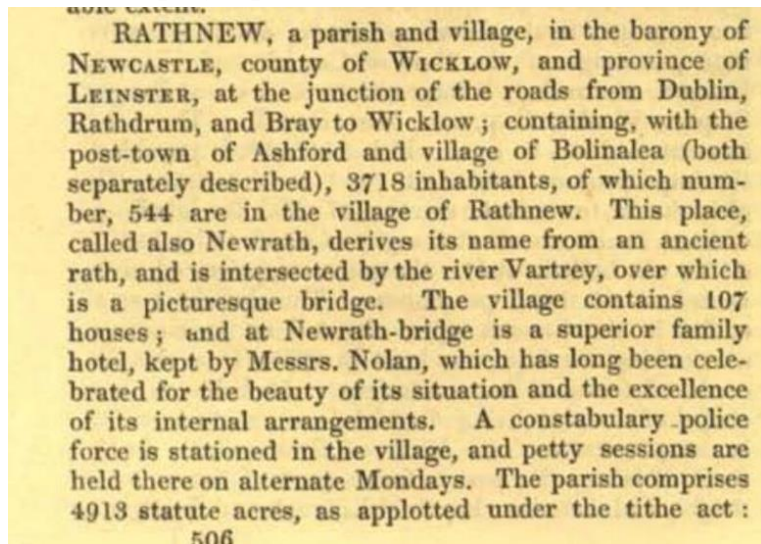 able extent.
RATHNEW, a parish and village, in the barony of
NEWCASTLE, county of WICKLOW, and province of
LEINSTER, at the junction of the roads from Dublin,
Rathdrum, and Bray to Wicklow; containing, with the
post-town of Ashford and village of Bolinalea (both
separately described), 3718 inhabitants, of which num-
ber, 544 are in the village of Rathnew. This place,
called also Newrath, derives its name from an ancient
rath, and is intersected by the river Vartrey, over which
is a picturesque bridge. The village contains 107
houses; and at Newrath-bridge is a superior family
hotel, kept by Messrs. Nolan, which has long been cele-
brated for the beauty of its situation and the excellence
of its internal arrangements. A constabulary police
force is stationed in the village, and petty sessions are
held there on alternate Mondays. The parish comprises
4913 statute acres, as applotted under the tithe act:
506